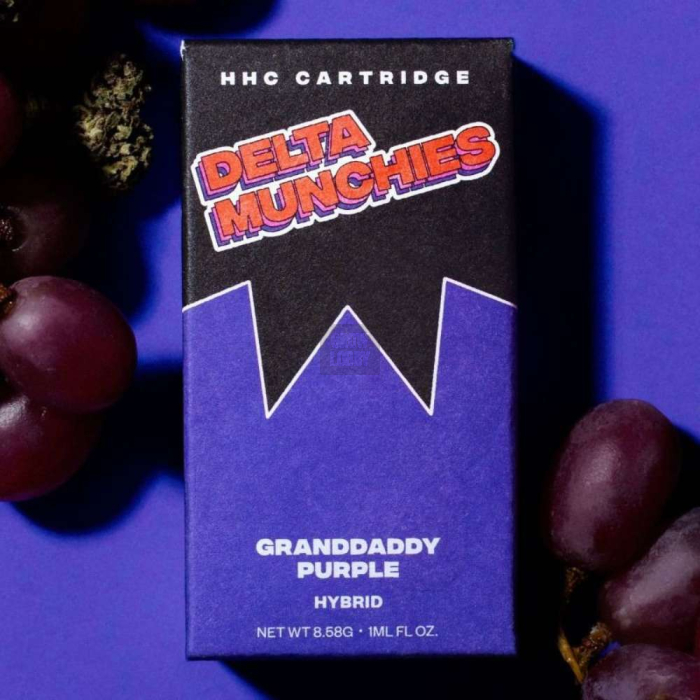 HHC CARTRIDGE
DELTA
MUNCHIES
GRANDDADDY
PURPLE
HYBRID
NET WT 8.58G • 1ML FL OZ.